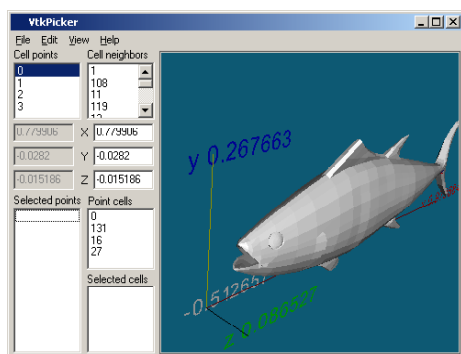 VtkPicker
File Edit View Help
Cell points Cell neighbors
0 1
1 108
2 11
3 119
0.779906 X 0.779906
-0.0282 Y -0.0282
-0.015186 Z -0.015186
Selected points Point cells
0
131
16
27
Selected cells
y 0.267663
-0.512657
z 0.086527